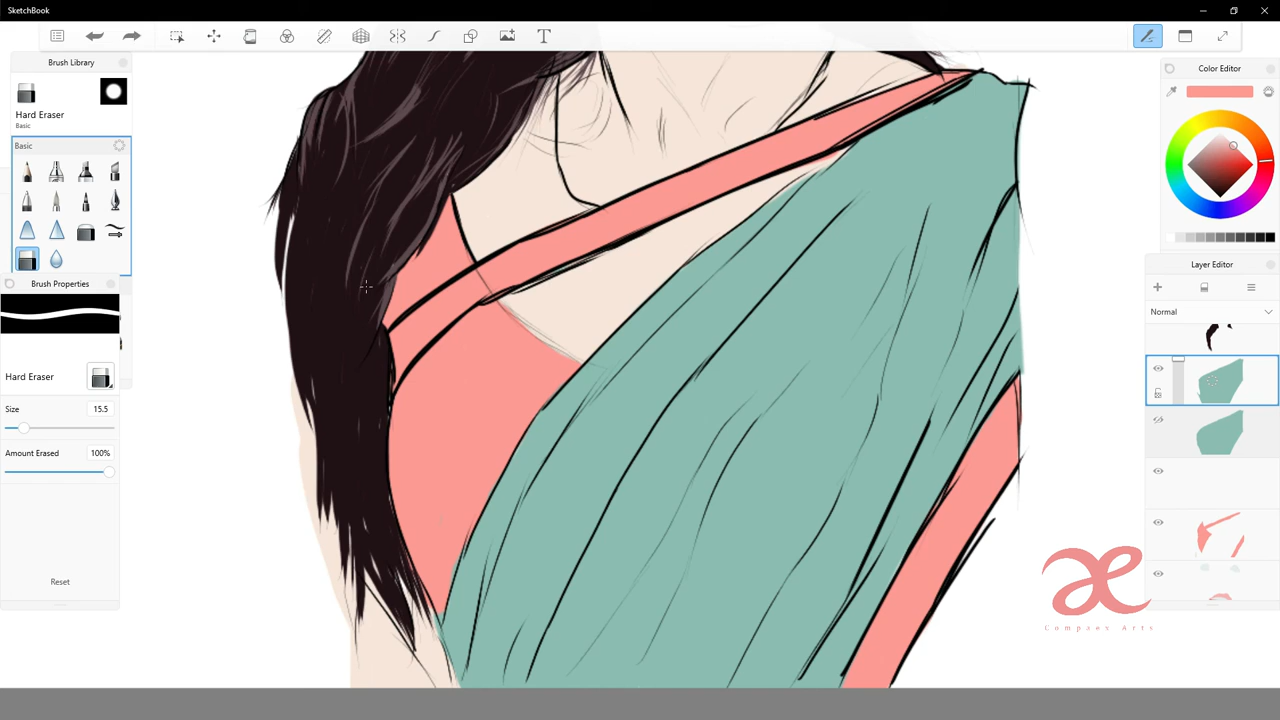 SketchBook
T
Brush Library
Hard Eraser
Basic
Basic
Brush Properties
Hard Eraser
Size
15.5
Amount Erased
100%
Reset
Color Editor
Layer Editor
Normal
æ
Compaex Arts